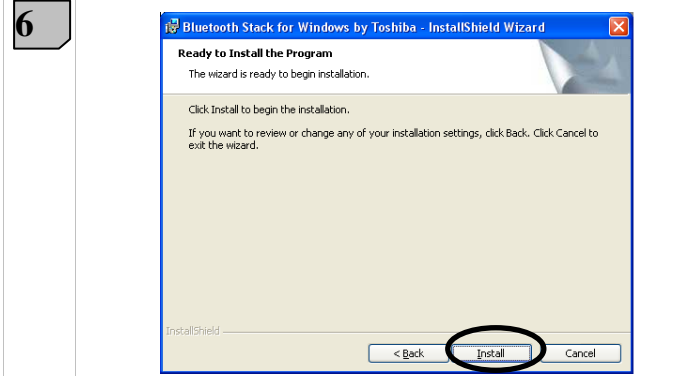 6
Bluetooth Stack for Windows by Toshiba - InstallShield Wizard
Ready to Install the Program
The wizard is ready to begin installation.
Click Install to begin the installation.
If you want to review or change any of your installation settings, click Back. Click Cancel to
exit the wizard.
InstallShield
< Back Install Cancel